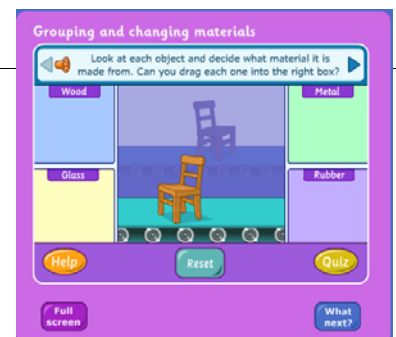 Grouping and changing materials
Look at each object and decide what material it is
made from. Can you drag each one into the right box?
Wood
Metal
Glass
Rubber
Help
Reset
Quiz
Full
screen
What
next?